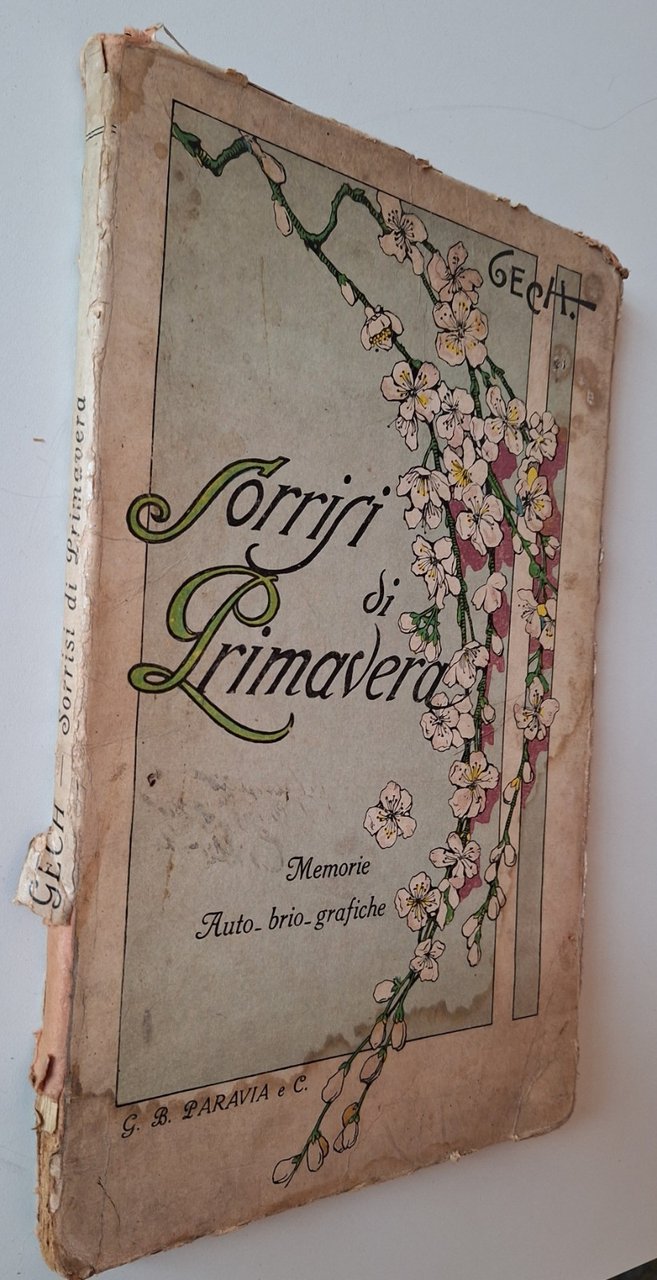 GECH.
Sorrisi
di
Primavera
Memorie
Auto-brio-grafiche
G. B. PARAVIA e C.
GECH — Sorrisi di Primavera